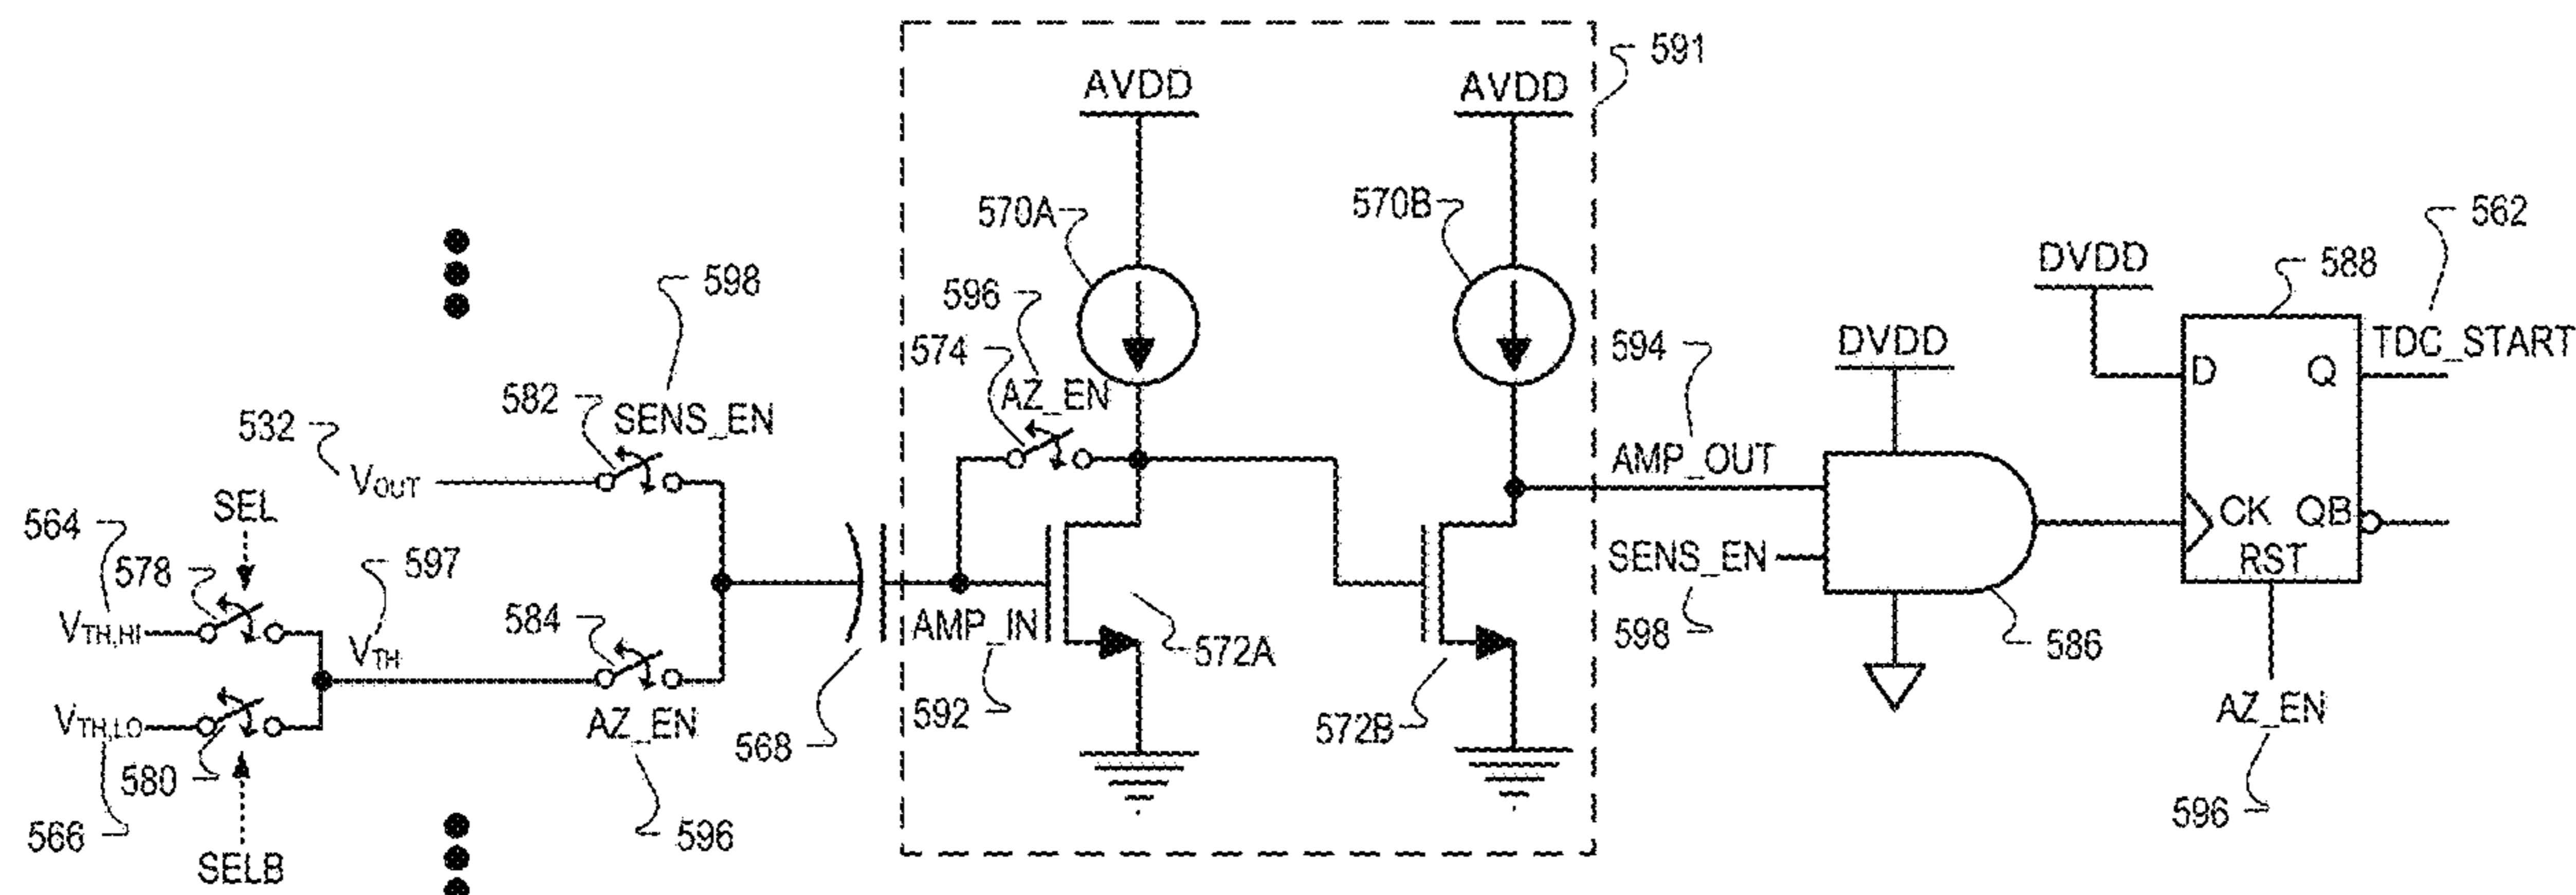 591
AVDD
AVDD
570A
570B
562
596
598
574
AZ_EN
594
DVDD
588
DVDD
D
Q
TDC_START
582
SENS_EN
532
VOUT
AMP_OUT
SEL
564
578
597
CK
QB
RST
SENS_EN
VTH,HI
VTH
584
AMP_IN
572A
598
586
VTH,LO
580
AZ_EN
568
592
572B
AZ_EN
566
596
596
SELB